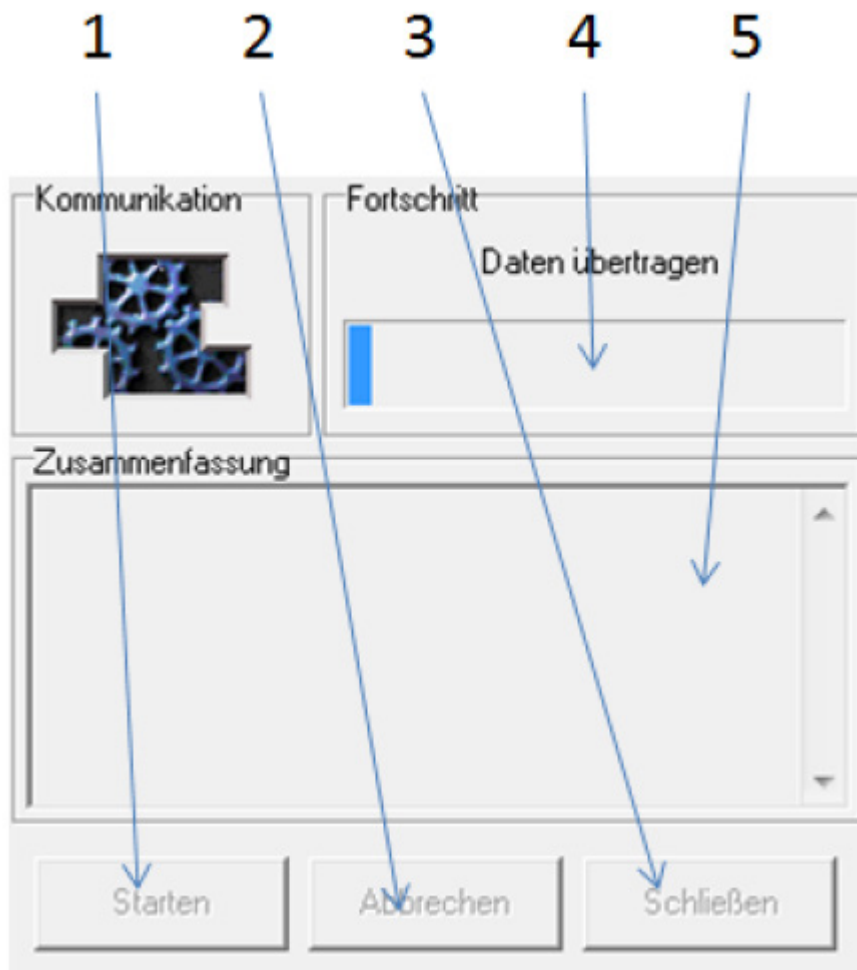 1 2 3 4 5
Kommunikation Fortschritt
Daten übertragen
Zusammenfassung
Starten Abbrechen Schließen